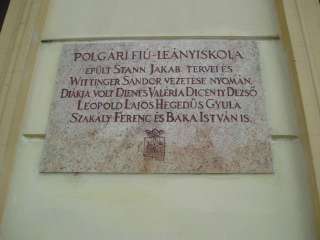 POLGÁRI FIÚ-LEÁNYISKOLA
ÉPÜLT STANN JAKAB TERVEI ÉS
WITTINGER SÁNDOR VEZETÉSE NYOMÁN.
DIÁKJA VOLT DIENES VALÉRIA DICENTY DEZSŐ
LEOPOLD LAJOS HEGEDŰS GYULA
SZAKÁLY FERENC ÉS BAKA ISTVÁN IS.